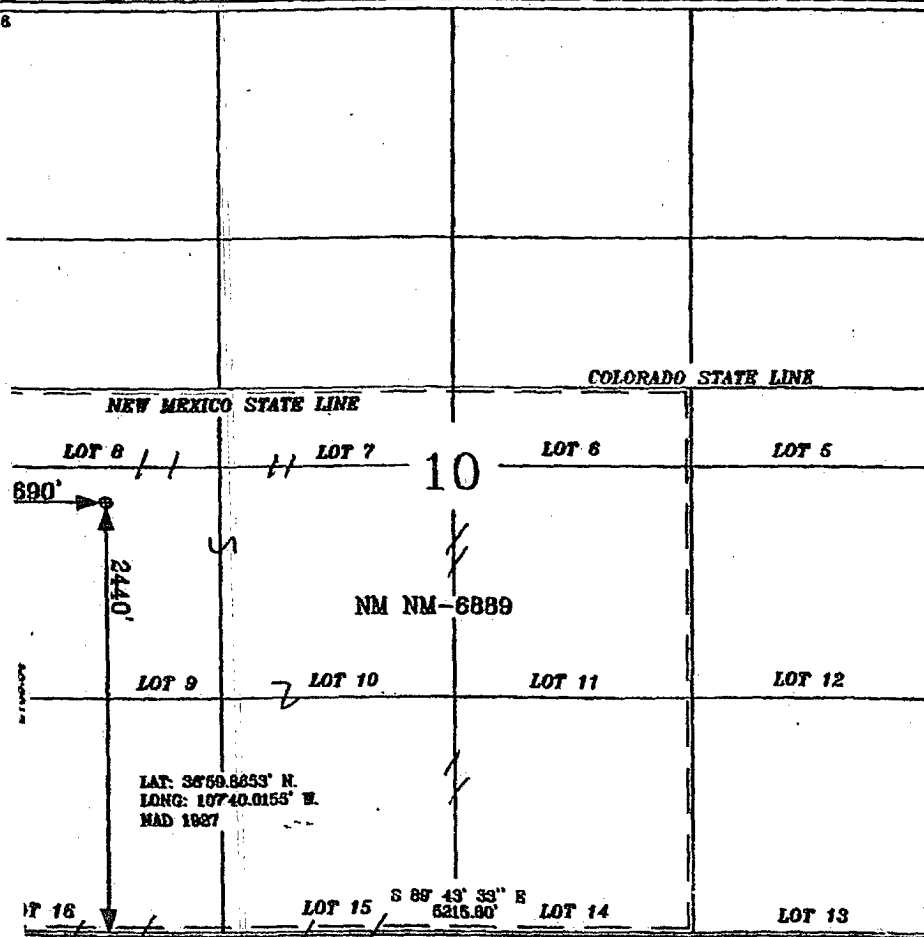 COLORADO STATE LINE
NEW MEXICO STATE LINE
LOT 8
LOT 7
10
LOT 6
LOT 5
690'
2440'
NM NM-6889
LOT 9
LOT 10
LOT 11
LOT 12
LAT: 36°59.8653' N.
LONG: 107°40.0155' W.
NAD 1927
S 89° 43' 33" E
5215.80'
LOT 15
LOT 14
LOT 13